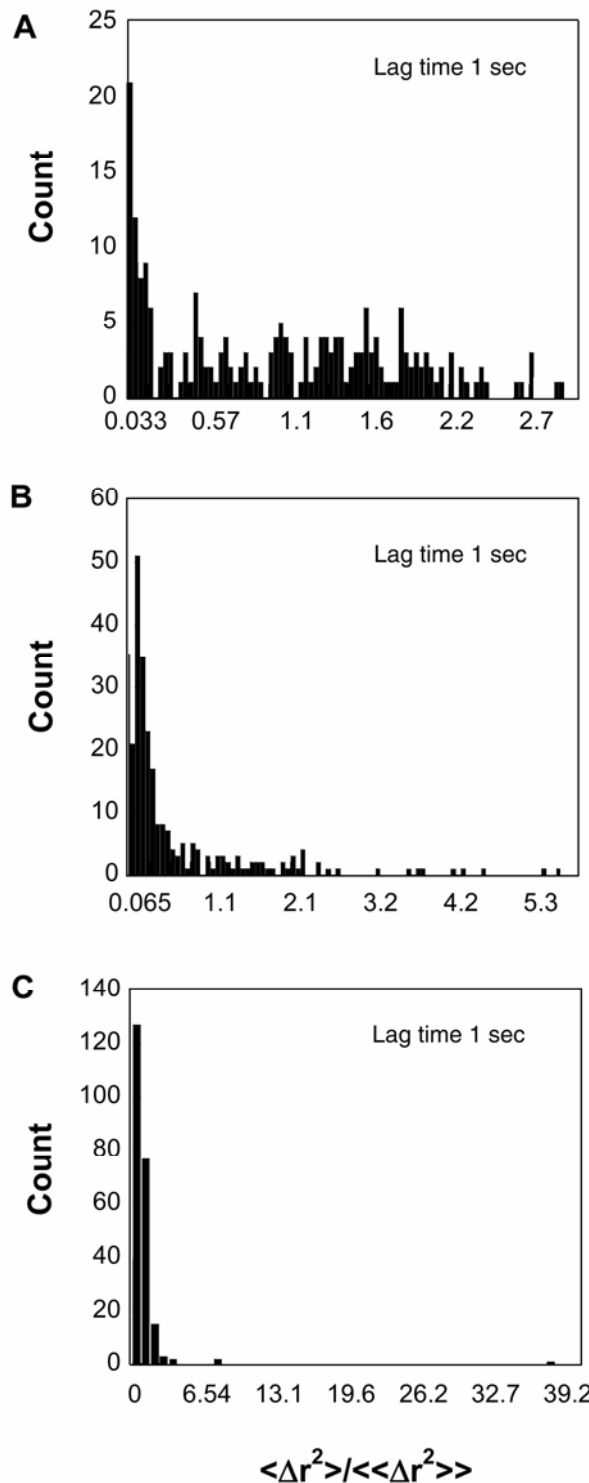 A
25
Lag time 1 sec
20
15
Count
10
5
0
0.033 0.57 1.1 1.6 2.2 2.7
B
60
Lag time 1 sec
50
40
Count
30
20
10
0
0.065 1.1 2.1 3.2 4.2 5.3
C
140
Lag time 1 sec
120
100
Count
80
60
40
20
0
0 6.54 13.1 19.6 26.2 32.7 39.2
<Δr²>/<<Δr²>>